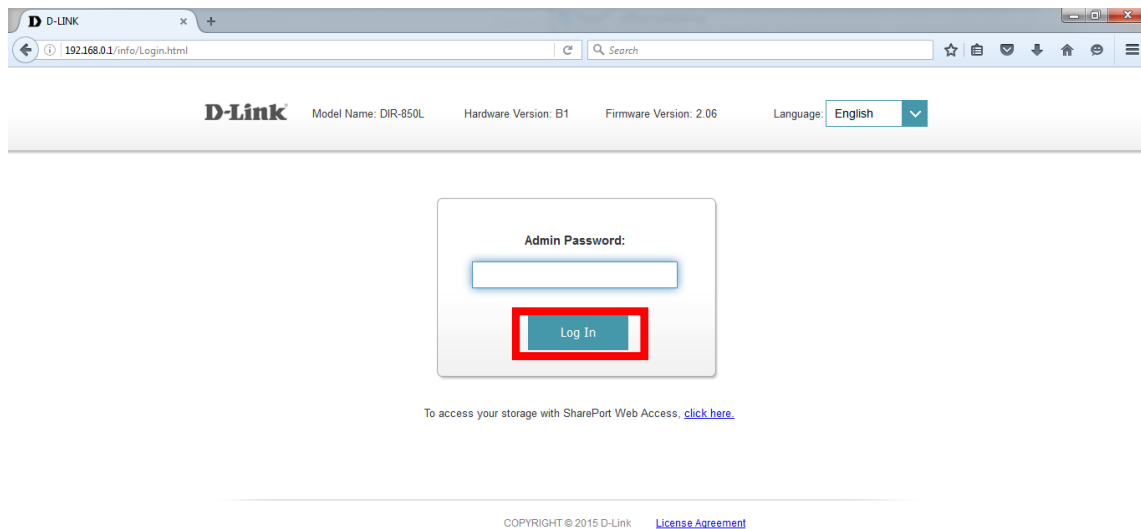 D D-LINK
192.168.0.1/info/Login.html
Search
D-Link Model Name: DIR-850L Hardware Version: B1 Firmware Version: 2.06 Language: English
Admin Password:
Log In
To access your storage with SharePort Web Access, click here.
COPYRIGHT © 2015 D-Link License Agreement